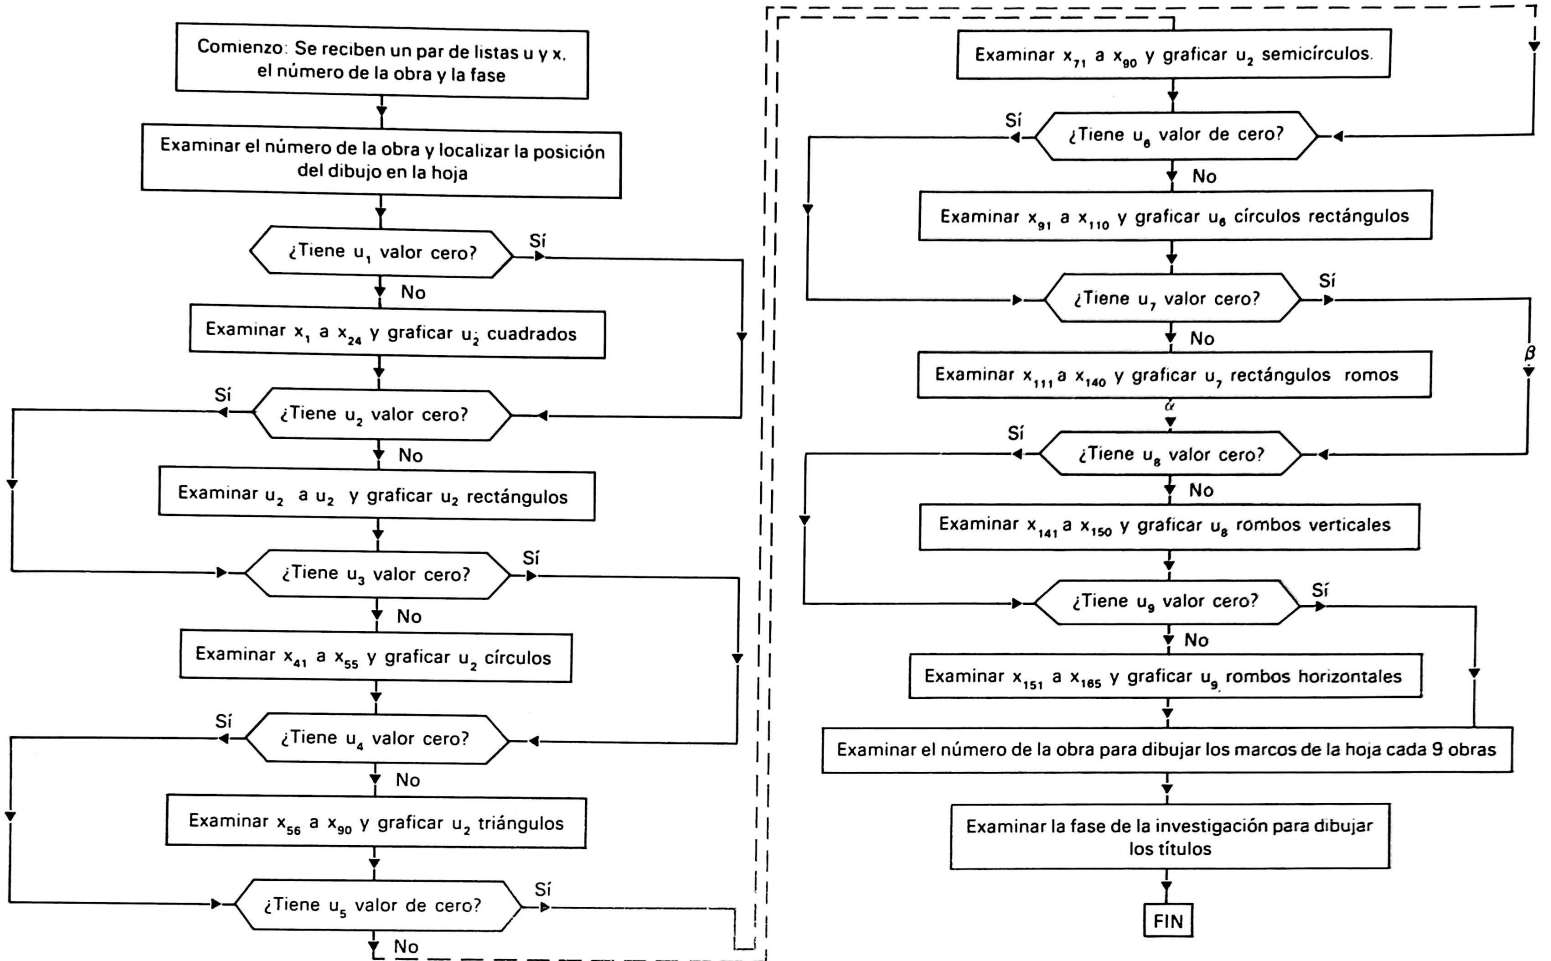 Comienzo: Se reciben un par de listas u y x,
el número de la obra y la fase
Examinar el número de la obra y localizar la posición
del dibujo en la hoja
¿Tiene u₁ valor cero?
Sí
No
Examinar x₁ a x₂₄ y graficar u₂ cuadrados
Sí
¿Tiene u₂ valor cero?
No
Examinar u₂ a u₂ y graficar u₂ rectángulos
¿Tiene u₃ valor cero?
Sí
No
Examinar x₄₁ a x₅₅ y graficar u₂ círculos
Sí
¿Tiene u₄ valor cero?
No
Examinar x₅₆ a x₉₀ y graficar u₂ triángulos
¿Tiene u₅ valor de cero?
Sí
No
Examinar x₇₁ a x₉₀ y graficar u₂ semicírculos.
Sí
¿Tiene u₆ valor de cero?
No
Examinar x₉₁ a x₁₁₀ y graficar u₆ círculos rectángulos
¿Tiene u₇ valor cero?
Sí
No
β
Examinar x₁₁₁ a x₁₄₀ y graficar u₇ rectángulos romos
α
Sí
¿Tiene u₈ valor cero?
No
Examinar x₁₄₁ a x₁₅₀ y graficar u₈ rombos verticales
¿Tiene u₉ valor cero?
Sí
No
Examinar x₁₅₁ a x₁₆₅ y graficar u₉ rombos horizontales
Examinar el número de la obra para dibujar los marcos de la hoja cada 9 obras
Examinar la fase de la investigación para dibujar
los títulos
FIN